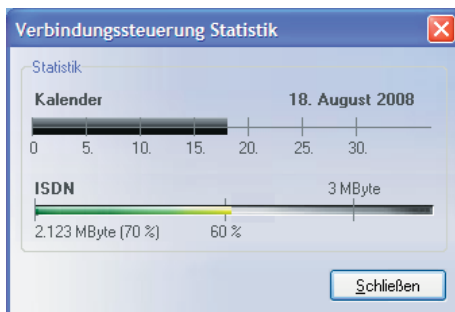 Verbindungssteuerung Statistik
Statistik
Kalender 18. August 2008
0 5. 10. 15. 20. 25. 30.
ISDN 3 MByte
2.123 MByte (70 %) 60 %
Schließen